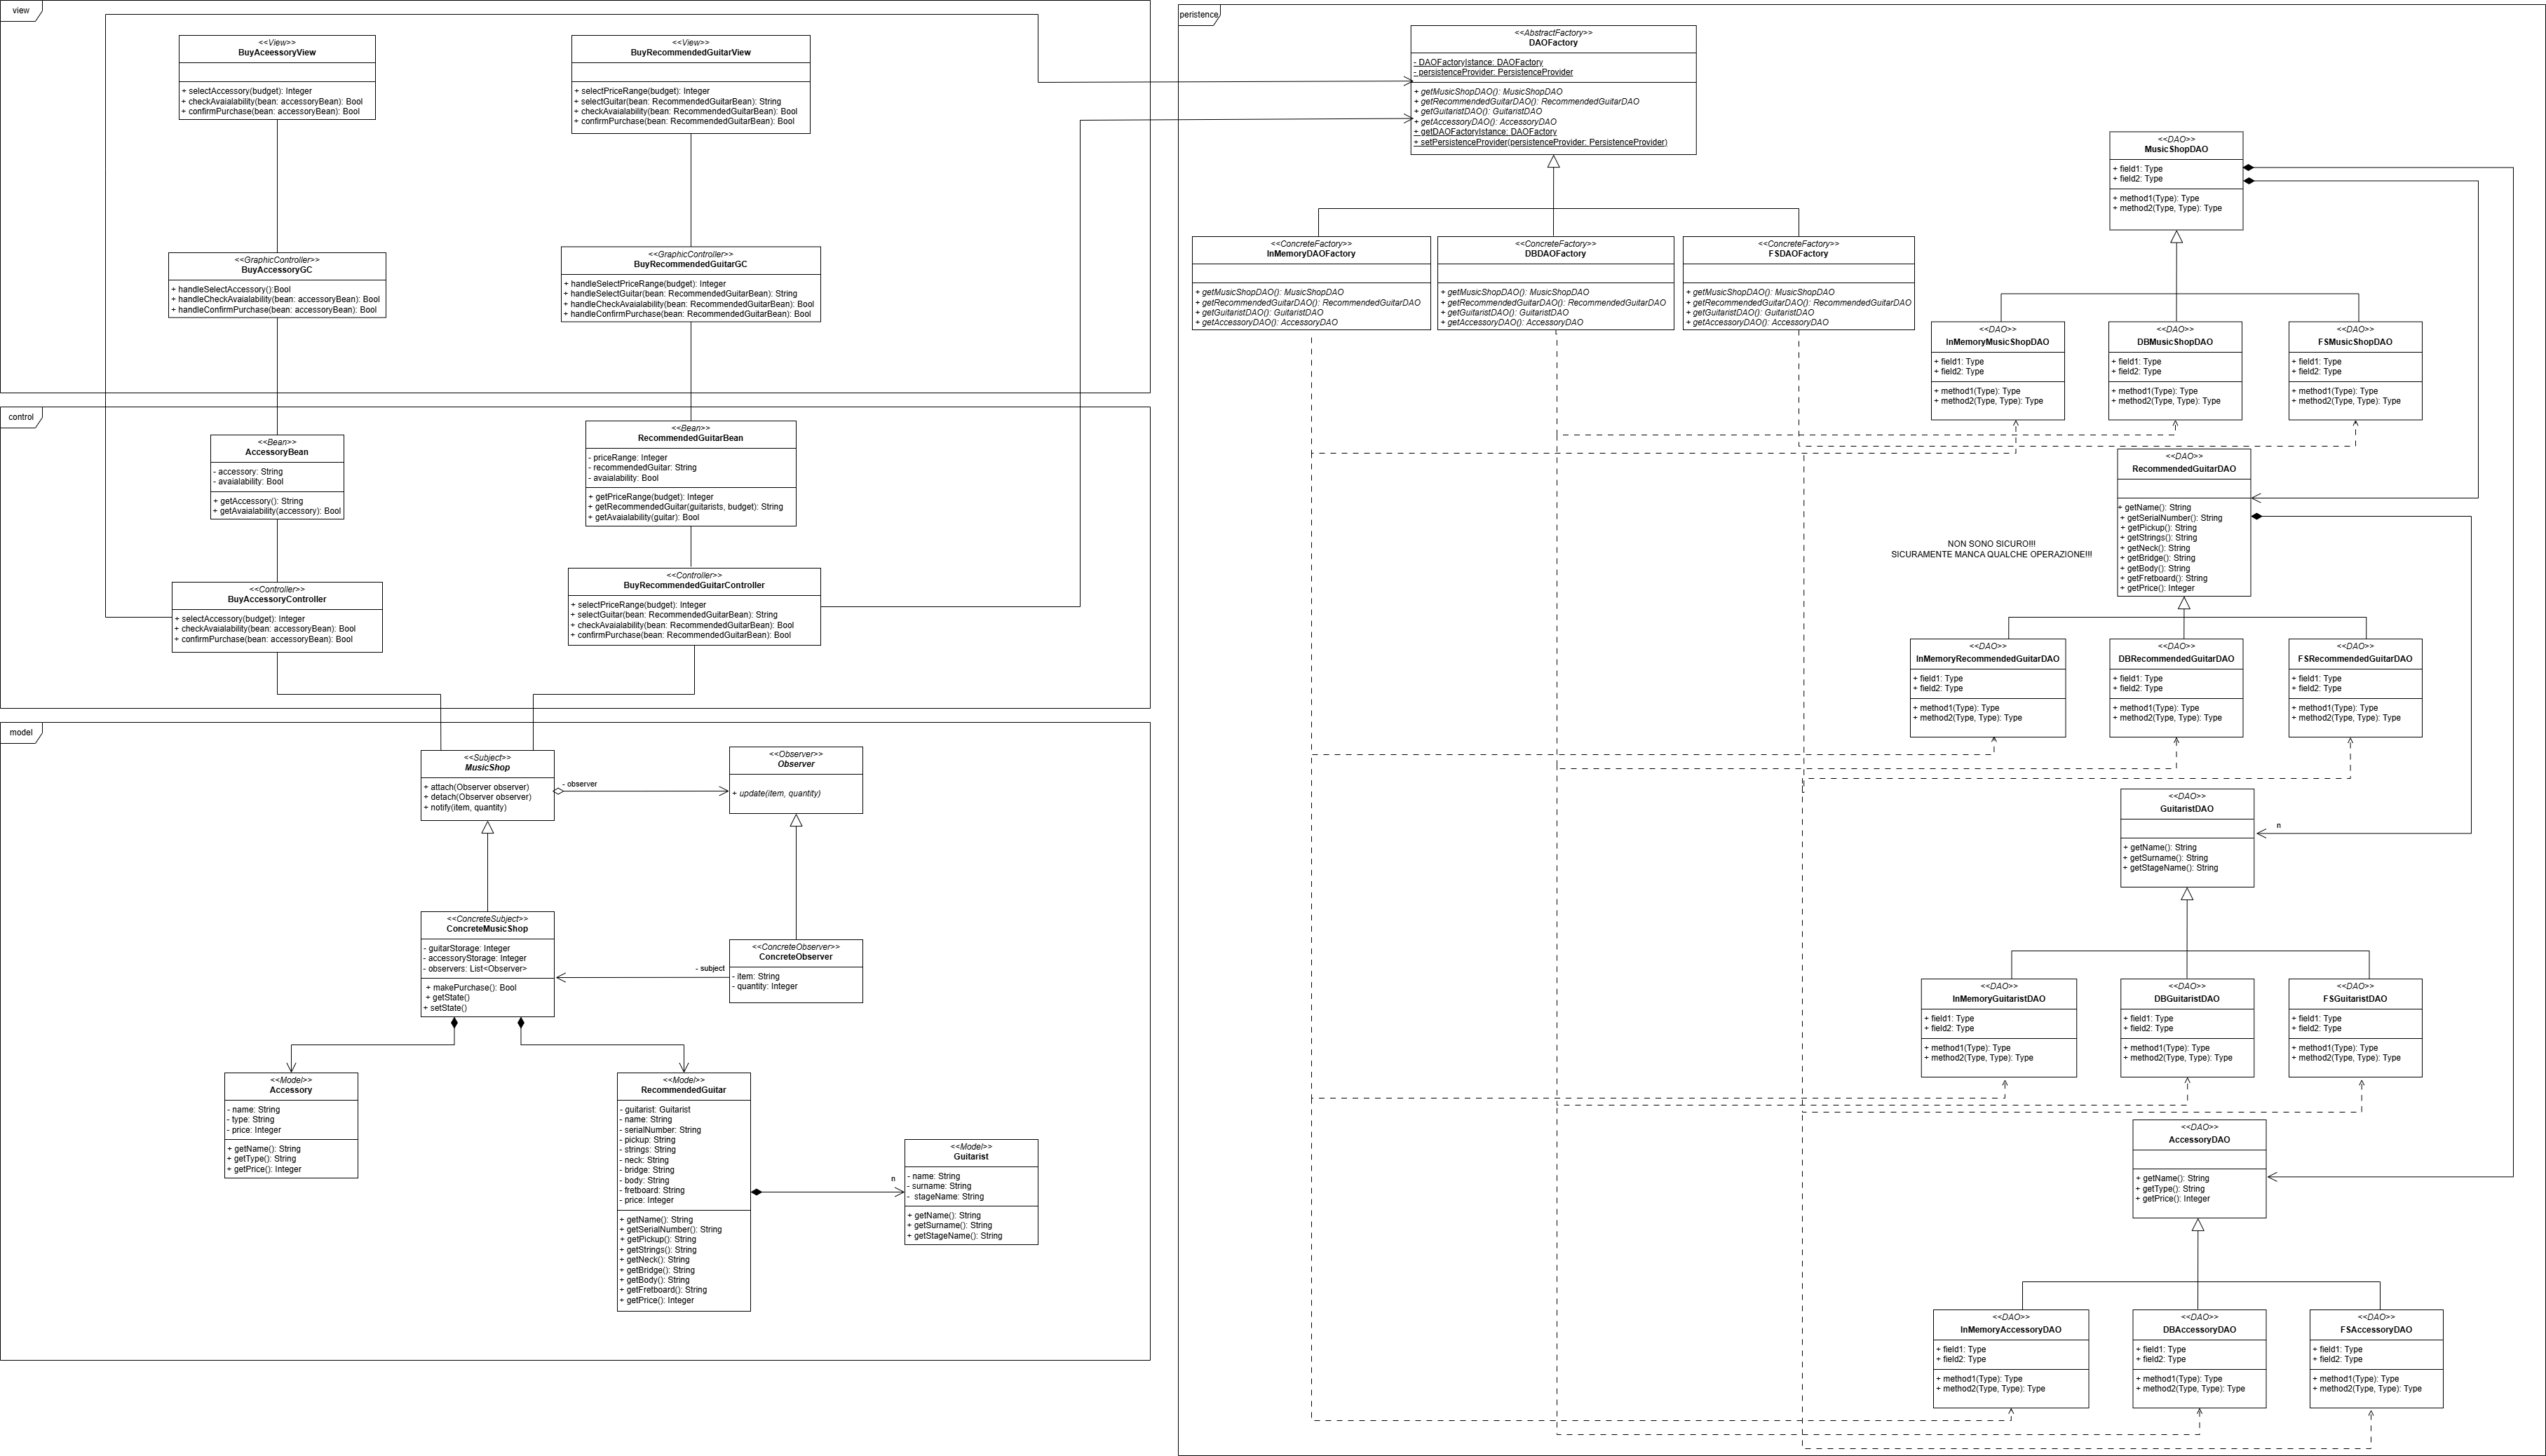 view
<<View>>
BuyAceessoryView
+ selectAccessory(budget): Integer
+ checkAvaialability(bean: accessoryBean): Bool
+ confirmPurchase(bean: accessoryBean): Bool
<<View>>
BuyRecommendedGuitarView
+ selectPriceRange(budget): Integer
+ selectGuitar(bean: RecommendedGuitarBean): String
+ checkAvaialability(bean: RecommendedGuitarBean): Bool
+ confirmPurchase(bean: RecommendedGuitarBean): Bool
<<GraphicController>>
BuyAccessoryGC
+ handleSelectAccessory():Bool
+ handleCheckAvaialability(bean: accessoryBean): Bool
+ handleConfirmPurchase(bean: accessoryBean): Bool
<<GraphicController>>
BuyRecommendedGuitarGC
+ handleSelectPriceRange(budget): Integer
+ handleSelectGuitar(bean: RecommendedGuitarBean): String
+ handleCheckAvaialability(bean: RecommendedGuitarBean): Bool
+ handleConfirmPurchase(bean: RecommendedGuitarBean): Bool
control
<<Bean>>
AccessoryBean
- accessory: String
- avaialability: Bool
+ getAccessory(): String
+ getAvaialability(accessory): Bool
<<Bean>>
RecommendedGuitarBean
- priceRange: Integer
- recommendedGuitar: String
- avaialability: Bool
+ getPriceRange(budget): Integer
+ getRecommendedGuitar(guitarists, budget): String
+ getAvaialability(guitar): Bool
<<Controller>>
BuyAccessoryController
+ selectAccessory(budget): Integer
+ checkAvaialability(bean: accessoryBean): Bool
+ confirmPurchase(bean: accessoryBean): Bool
<<Controller>>
BuyRecommendedGuitarController
+ selectPriceRange(budget): Integer
+ selectGuitar(bean: RecommendedGuitarBean): String
+ checkAvaialability(bean: RecommendedGuitarBean): Bool
+ confirmPurchase(bean: RecommendedGuitarBean): Bool
model
<<Subject>>
MusicShop
+ attach(Observer observer)
+ detach(Observer observer)
+ notify(item, quantity)
- observer
<<Observer>>
Observer
+ update(item, quantity)
<<ConcreteSubject>>
ConcreteMusicShop
- guitarStorage: Integer
- accessoryStorage: Integer
- observers: List<Observer>
+ makePurchase(): Bool
+ getState()
+ setState()
- subject
<<ConcreteObserver>>
ConcreteObserver
- item: String
- quantity: Integer
<<Model>>
Accessory
- name: String
- type: String
- price: Integer
+ getName(): String
+ getType(): String
+ getPrice(): Integer
<<Model>>
RecommendedGuitar
- guitarist: Guitarist
- name: String
- serialNumber: String
- pickup: String
- strings: String
- neck: String
- bridge: String
- body: String
- fretboard: String
- price: Integer
+ getName(): String
+ getSerialNumber(): String
+ getPickup(): String
+ getStrings(): String
+ getNeck(): String
+ getBridge(): String
+ getBody(): String
+ getFretboard(): String
+ getPrice(): Integer
n
<<Model>>
Guitarist
- name: String
- surname: String
- stageName: String
+ getName(): String
+ getSurname(): String
+ getStageName(): String
peristence
<<AbstractFactory>>
DAOFactory
- DAOFactoryIstance: DAOFactory
- persistenceProvider: PersistenceProvider
+ getMusicShopDAO(): MusicShopDAO
+ getRecommendedGuitarDAO(): RecommendedGuitarDAO
+ getGuitaristDAO(): GuitaristDAO
+ getAccessoryDAO(): AccessoryDAO
+ getDAOFactoryIstance: DAOFactory
+ setPersistenceProvider(persistenceProvider: PersistenceProvider)
<<ConcreteFactory>>
InMemoryDAOFactory
+ getMusicShopDAO(): MusicShopDAO
+ getRecommendedGuitarDAO(): RecommendedGuitarDAO
+ getGuitaristDAO(): GuitaristDAO
+ getAccessoryDAO(): AccessoryDAO
<<ConcreteFactory>>
DBDAOFactory
+ getMusicShopDAO(): MusicShopDAO
+ getRecommendedGuitarDAO(): RecommendedGuitarDAO
+ getGuitaristDAO(): GuitaristDAO
+ getAccessoryDAO(): AccessoryDAO
<<ConcreteFactory>>
FSDAOFactory
+ getMusicShopDAO(): MusicShopDAO
+ getRecommendedGuitarDAO(): RecommendedGuitarDAO
+ getGuitaristDAO(): GuitaristDAO
+ getAccessoryDAO(): AccessoryDAO
<<DAO>>
MusicShopDAO
+ field1: Type
+ field2: Type
+ method1(Type): Type
+ method2(Type, Type): Type
<<DAO>>
InMemoryMusicShopDAO
+ field1: Type
+ field2: Type
+ method1(Type): Type
+ method2(Type, Type): Type
<<DAO>>
DBMusicShopDAO
+ field1: Type
+ field2: Type
+ method1(Type): Type
+ method2(Type, Type): Type
<<DAO>>
FSMusicShopDAO
+ field1: Type
+ field2: Type
+ method1(Type): Type
+ method2(Type, Type): Type
<<DAO>>
RecommendedGuitarDAO
+ getName(): String
+ getSerialNumber(): String
+ getPickup(): String
+ getStrings(): String
+ getNeck(): String
+ getBridge(): String
+ getBody(): String
+ getFretboard(): String
+ getPrice(): Integer
NON SONO SICURO!!!
SICURAMENTE MANCA QUALCHE OPERAZIONE!!!
<<DAO>>
InMemoryRecommendedGuitarDAO
+ field1: Type
+ field2: Type
+ method1(Type): Type
+ method2(Type, Type): Type
<<DAO>>
DBRecommendedGuitarDAO
+ field1: Type
+ field2: Type
+ method1(Type): Type
+ method2(Type, Type): Type
<<DAO>>
FSRecommendedGuitarDAO
+ field1: Type
+ field2: Type
+ method1(Type): Type
+ method2(Type, Type): Type
<<DAO>>
GuitaristDAO
+ getName(): String
+ getSurname(): String
+ getStageName(): String
n
<<DAO>>
InMemoryGuitaristDAO
+ field1: Type
+ field2: Type
+ method1(Type): Type
+ method2(Type, Type): Type
<<DAO>>
DBGuitaristDAO
+ field1: Type
+ field2: Type
+ method1(Type): Type
+ method2(Type, Type): Type
<<DAO>>
FSGuitaristDAO
+ field1: Type
+ field2: Type
+ method1(Type): Type
+ method2(Type, Type): Type
<<DAO>>
AccessoryDAO
+ getName(): String
+ getType(): String
+ getPrice(): Integer
<<DAO>>
InMemoryAccessoryDAO
+ field1: Type
+ field2: Type
+ method1(Type): Type
+ method2(Type, Type): Type
<<DAO>>
DBAccessoryDAO
+ field1: Type
+ field2: Type
+ method1(Type): Type
+ method2(Type, Type): Type
<<DAO>>
FSAccessoryDAO
+ field1: Type
+ field2: Type
+ method1(Type): Type
+ method2(Type, Type): Type